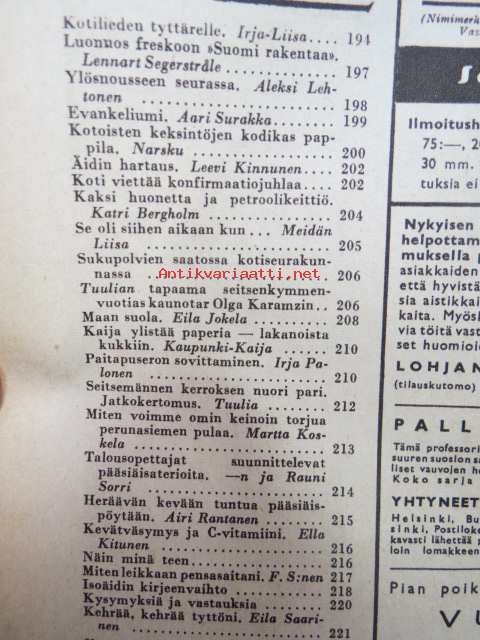 Kotilieden tyttärelle. Irja-Liisa.... 194
Luonnos freskoon »Suomi rakentaa».
Lennart Segerstråle ............ 197
Ylösnousseen seurassa. Aleksi Leh-
tonen .................... 198
Evankeliumi. Aari Surakka......... 199
Kotoisten keksintöjen kodikas pap-
pila. Narsku ................ 200
Äidin hartaus. Leevi Kinnunen .... 202
Koti viettää konfirmaatiojuhlaa .... 202
Kaksi huonetta ja petroolikeittiö.
Katri Bergholm .............. 204
Se oli siihen aikaan kun ... Meidän
Liisa ...................... 205
Sukupolvien saatossa kotiseurakun-
nassa .................... 206
Antikvariaatti.net
Tuulian tapaama seitsenkymmen-
vuotias kaunotar Olga Karamzin.. 206
Maan suola. Eila Jokela .......... 208
Kaija ylistää paperia — lakanoista
kukkiin. Kaupunki-Kaija ...... 210
Paitapuseron sovittaminen. Irja Pa-
lonen ...................... 210
Seitsemännen kerroksen nuori pari.
Jatkokertomus. Tuulia ........ 212
Miten voimme omin keinoin torjua
perunasiemen pulaa. Martta Kos-
kela ........................ 213
Talousopettajat suunnittelevat
pääsiäisaterioita. —n ja Rauni
Sorri ...................... 214
Heräävän kevään tuntua pääsiäis-
pöytään. Airi Rantanen ........ 215
Kevätväsymys ja C-vitamiini. Ella
Kitunen .................... 216
Näin minä teen.................. 216
Miten leikkaan pensasaitani. F. S:nen 217
Isoäidin kirjeenvaihto ............ 218
Kysymyksiä ja vastauksia ........ 220
Kehrää, kehrää tyttöni. Eila Saari-
nen ........................ 221
(Nimimerk
Vas
Ilmoitush
75:—, 20
30 mm.
tuksia ei
Nykyisen
helpottam
muksella p
asiakkaiden
että hyvistä
sia aistikkai
kaita. Myösk
via töitä vast
set huomioid
LOHJAN
(tilauskutomo)
PALL
Tämä professori
suuren suosion sa
liset vauvojen he
Koko sarja
YHTYNEET
Helsinki, Bu
sinki, Postiloke
kavasti lähettää p
loin lomakkeen
Pian poik
VU